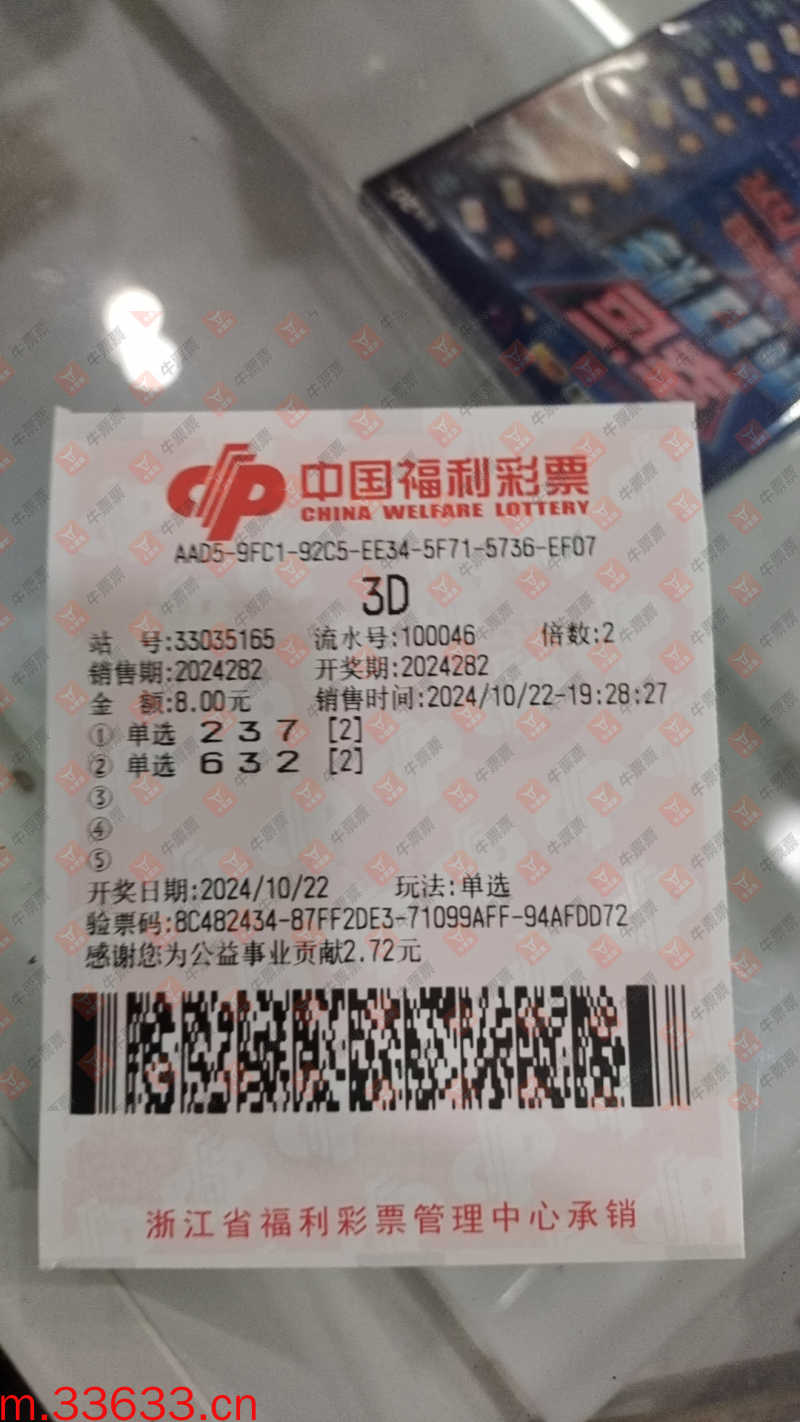 中国福利彩票
CHINA WELFARE LOTTERY
AAD5-9FC1-92C5-EE34-5F71-5736-EF07
3D
站 号:33035165 流水号:100046 倍数:2
销售期:2024282 开奖期:2024282
金 额:8.00元 销售时间:2024/10/22-19:28:27
① 单选 2 3 7 [2]
② 单选 6 3 2 [2]
③
④
⑤
开奖日期:2024/10/22 玩法:单选
验票码:8C482434-87FF2DE3-71099AFF-94AFDD72
感谢您为公益事业贡献2.72元
浙江省福利彩票管理中心承销
m.33633.cn
牛票票